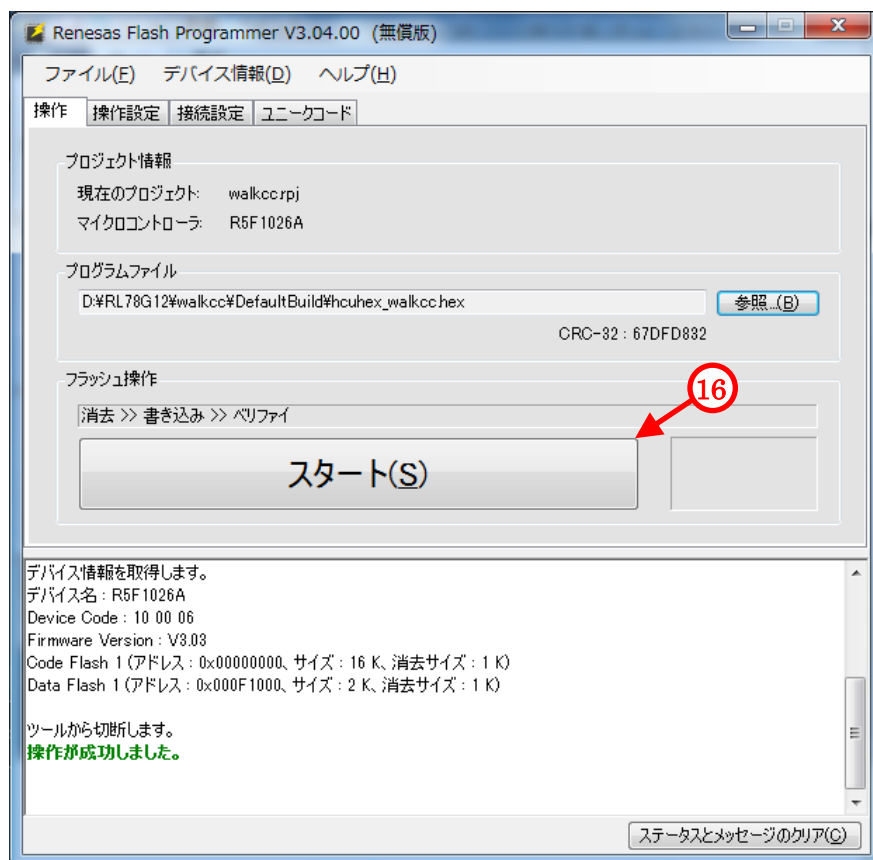 Renesas Flash Programmer V3.04.00 (無償版)
ファイル(F) デバイス情報(D) ヘルプ(H)
操作 操作設定 接続設定 ユニークコード
プロジェクト情報
現在のプロジェクト: walkcc.rpj
マイクロコントローラ: R5F1026A
プログラムファイル
D:¥RL78G12¥walkcc¥DefaultBuild¥hcuhex_walkcc.hex
参照...(B)
CRC-32 : 67DFD832
フラッシュ操作
16
消去 >> 書き込み >> ベリファイ
スタート(S)
デバイス情報を取得します。
デバイス名 : R5F1026A
Device Code : 10 00 06
Firmware Version : V3.03
Code Flash 1 (アドレス : 0x00000000、サイズ : 16 K、消去サイズ : 1 K)
Data Flash 1 (アドレス : 0x000F1000、サイズ : 2 K、消去サイズ : 1 K)
ツールから切断します。
操作が成功しました。
ステータスとメッセージのクリア(C)